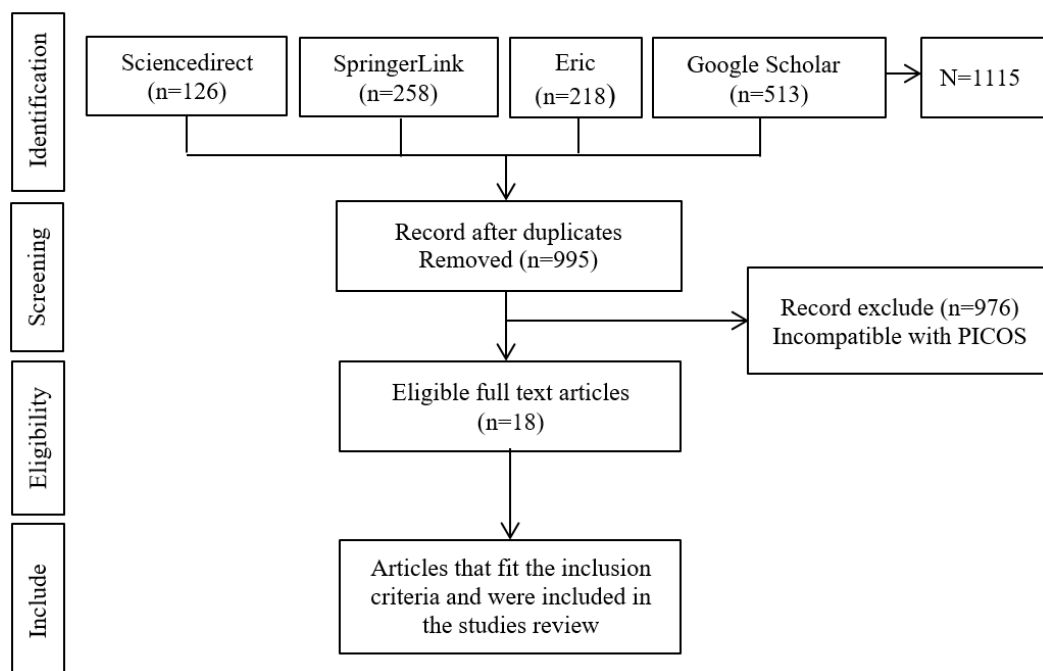 Identification
Sciencedirect
(n=126)
SpringerLink
(n=258)
Eric
(n=218)
Google Scholar
(n=513)
N=1115
Screening
Record after duplicates
Removed (n=995)
Record exclude (n=976)
Incompatible with PICOS
Eligibility
Eligible full text articles
(n=18)
Include
Articles that fit the inclusion
criteria and were included in
the studies review